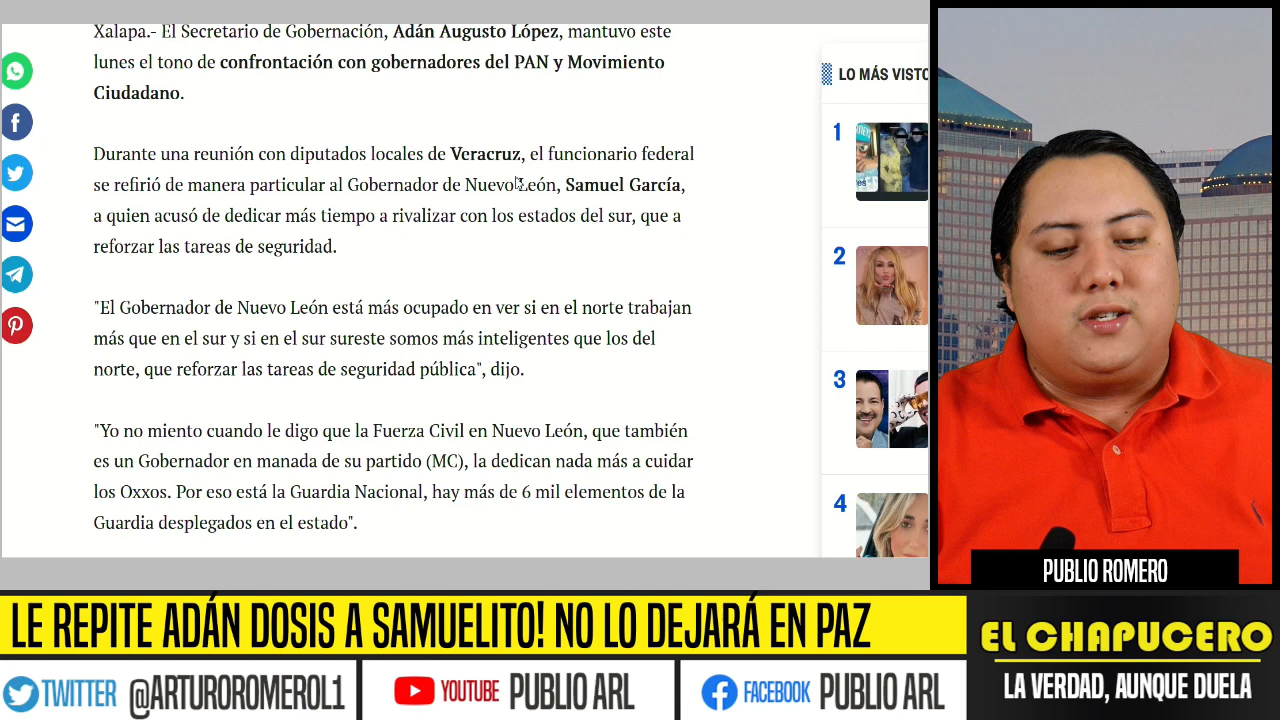 Xalapa.- El Secretario de Gobernación, Adán Augusto López, mantuvo este
lunes el tono de confrontación con gobernadores del PAN y Movimiento
Ciudadano.
Durante una reunión con diputados locales de Veracruz, el funcionario federal
se refirió de manera particular al Gobernador de Nuevo León, Samuel García,
a quien acusó de dedicar más tiempo a rivalizar con los estados del sur, que a
reforzar las tareas de seguridad.
"El Gobernador de Nuevo León está más ocupado en ver si en el norte trabajan
más que en el sur y si en el sur sureste somos más inteligentes que los del
norte, que reforzar las tareas de seguridad pública", dijo.
"Yo no miento cuando le digo que la Fuerza Civil en Nuevo León, que también
es un Gobernador en manada de su partido (MC), la dedican nada más a cuidar
los Oxxos. Por eso está la Guardia Nacional, hay más de 6 mil elementos de la
Guardia desplegados en el estado".
LO MÁS VISTO
1
2
3
4
PUBLIO ROMERO
LE REPITE ADÁN DOSIS A SAMUELITO! NO LO DEJARÁ EN PAZ
EL CHAPUCERO
LA VERDAD, AUNQUE DUELA
TWITTER @ARTUROROMEROL1
YOUTUBE PUBLIO ARL
FACEBOOK PUBLIO ARL